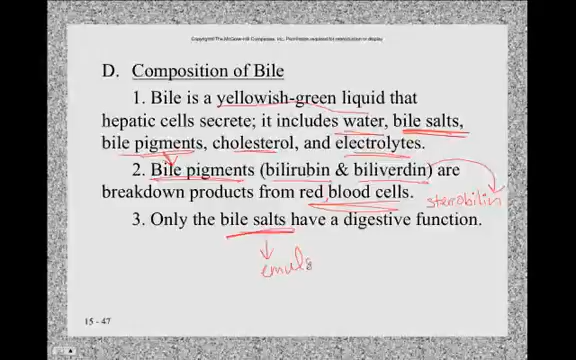 Copyright The McGraw-Hill Companies, Inc. Permission required for reproduction or display
D. Composition of Bile
1. Bile is a yellowish-green liquid that
hepatic cells secrete; it includes water, bile salts,
bile pigments, cholesterol, and electrolytes.
2. Bile pigments (bilirubin & biliverdin) are
breakdown products from red blood cells.
stercobilin
3. Only the bile salts have a digestive function.
emuls
15 - 47